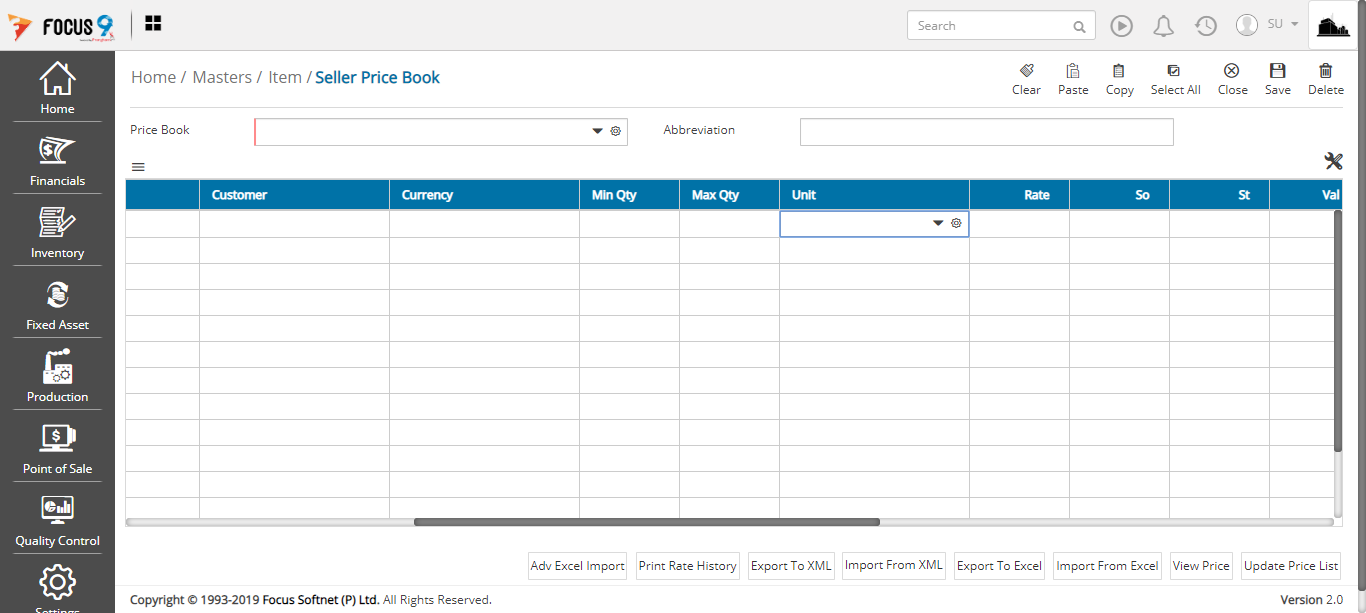 FOCUS 9
Search
SU
Home / Masters / Item / Seller Price Book
Clear
Paste
Copy
Select All
Close
Save
Delete
Home
Financials
Inventory
Fixed Asset
Production
Point of Sale
Quality Control
Settings
Price Book
Abbreviation
Customer Currency Min Qty Max Qty Unit Rate So St Val
Adv Excel Import
Print Rate History
Export To XML
Import From XML
Export To Excel
Import From Excel
View Price
Update Price List
Copyright © 1993-2019 Focus Softnet (P) Ltd. All Rights Reserved.
Version 2.0